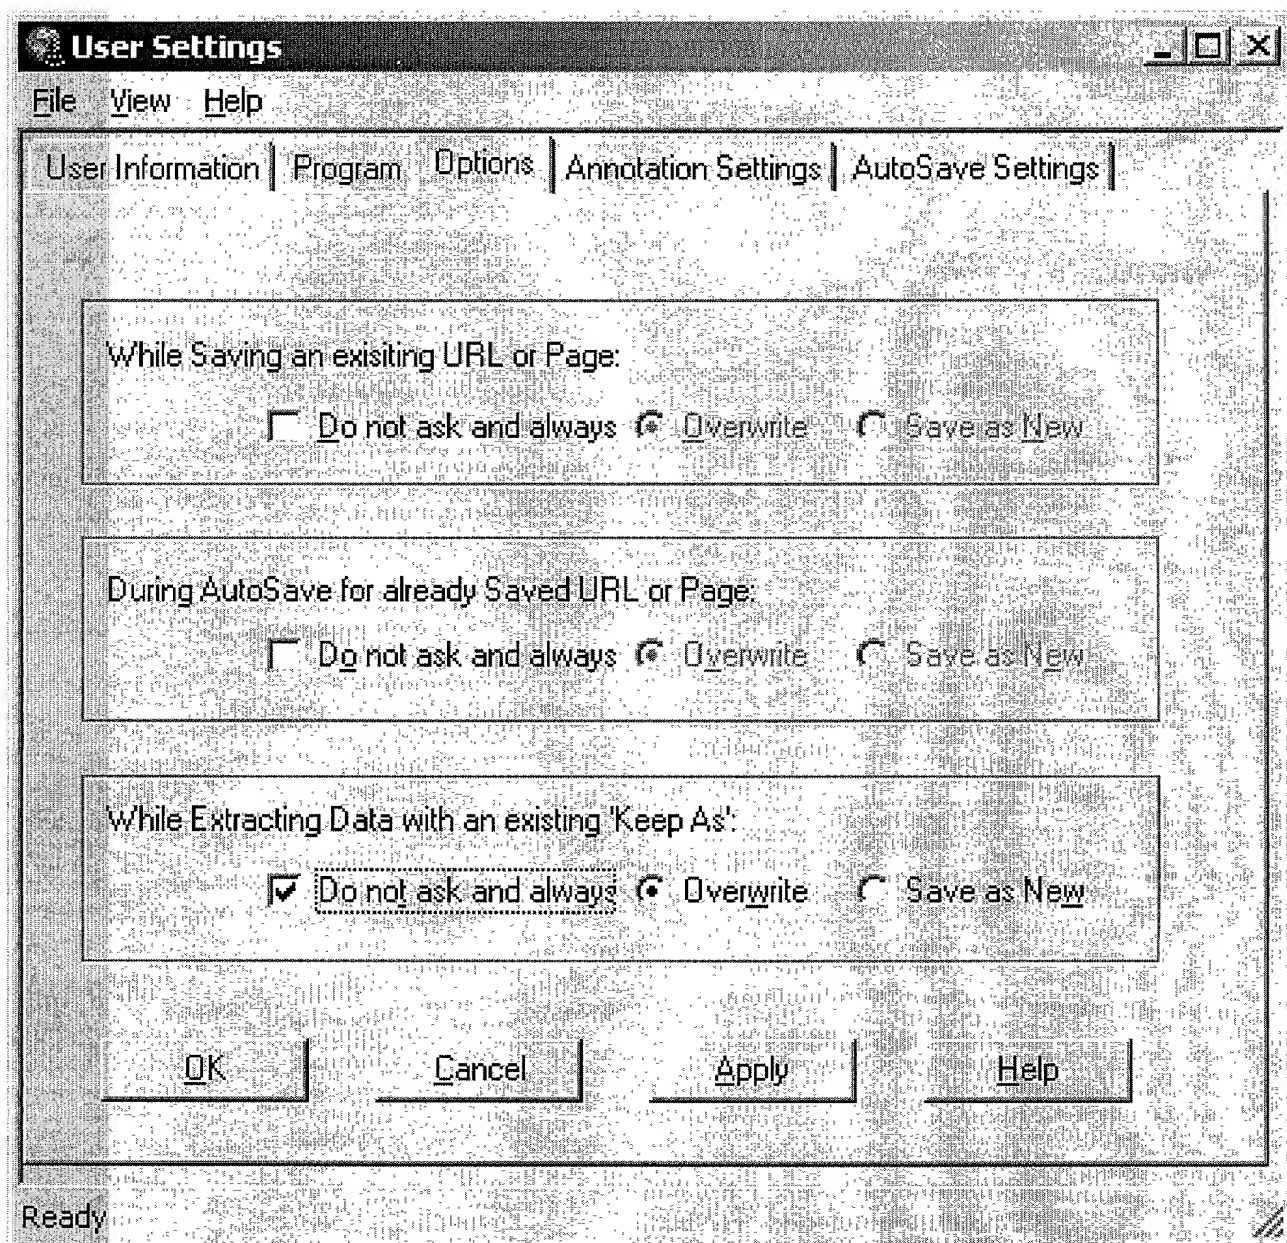 User Settings
File View Help
User Information Program Options Annotation Settings AutoSave Settings
While Saving an exisiting URL or Page:
Do not ask and always Overwrite Save as New
During AutoSave for already Saved URL or Page:
Do not ask and always Overwrite Save as New
While Extracting Data with an existing 'Keep As':
Do not ask and always Overwrite Save as New
OK Cancel Apply Help
Ready